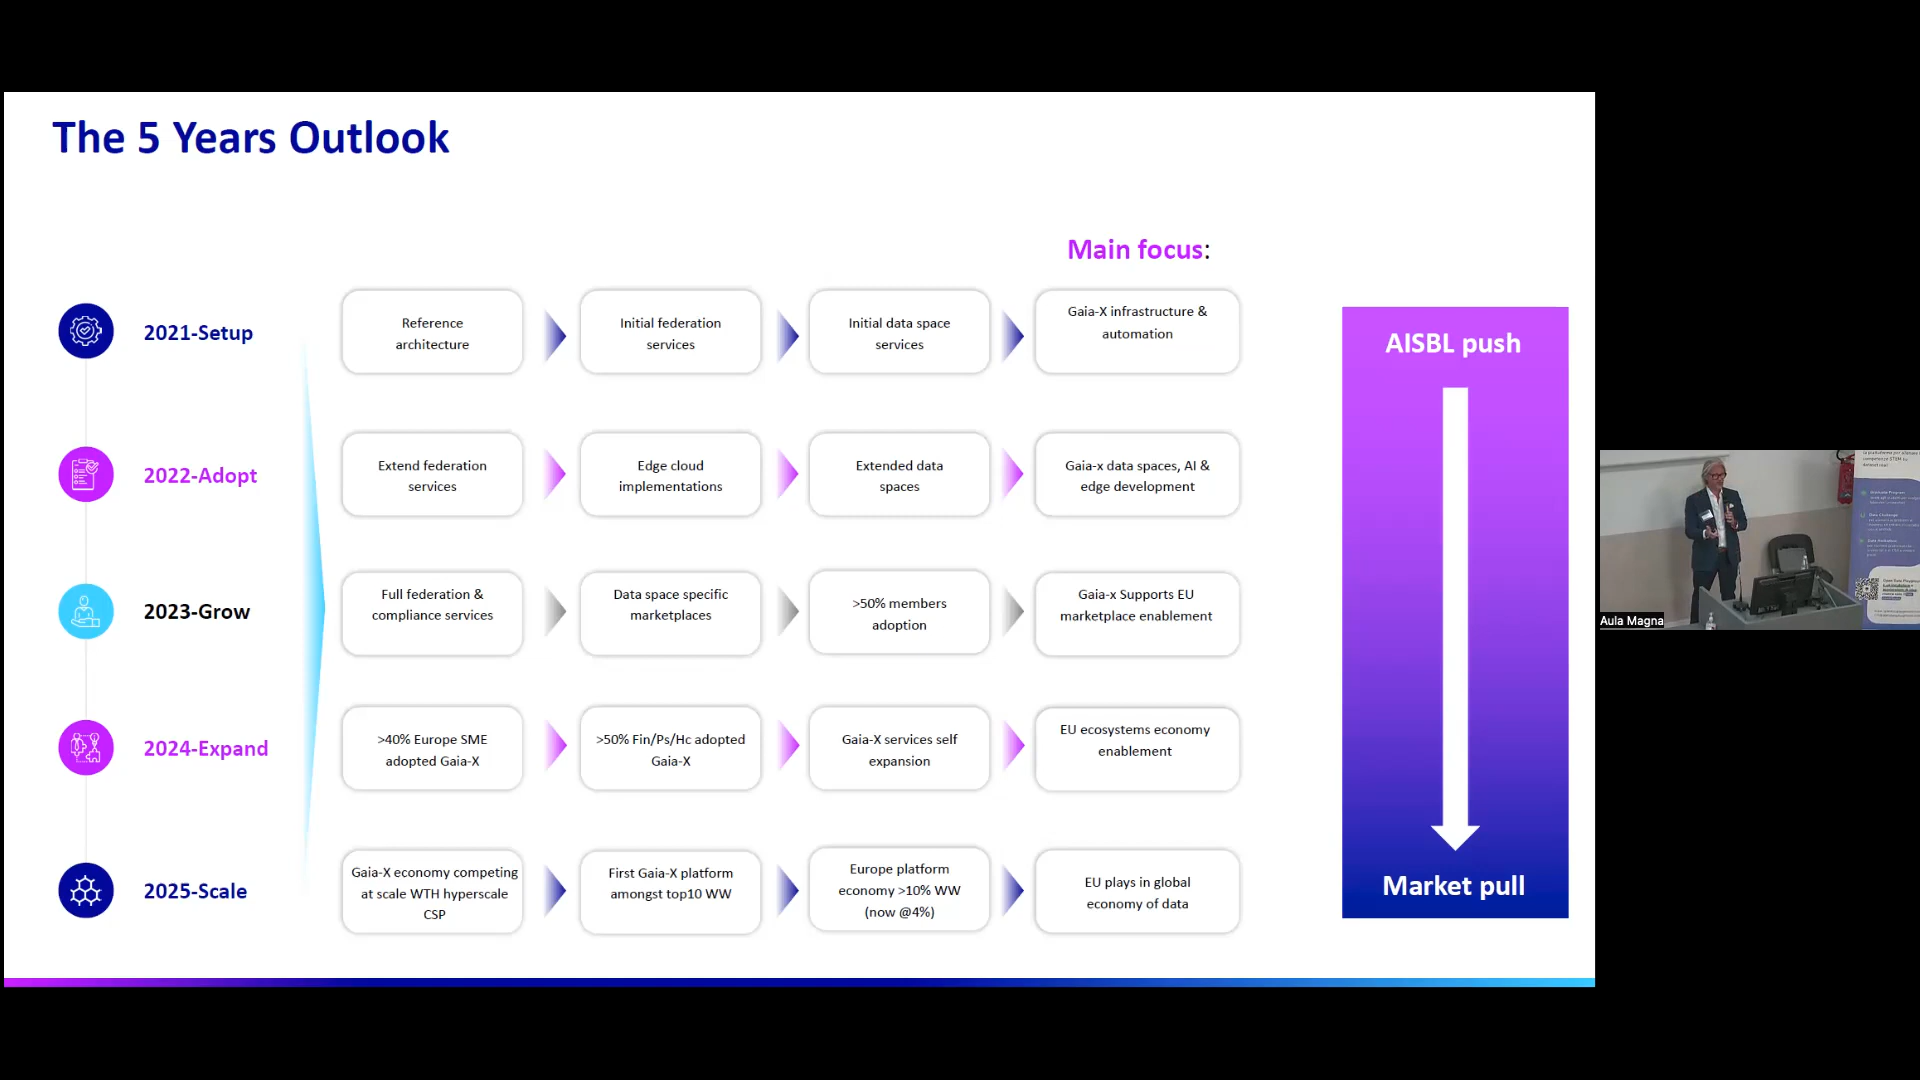 The 5 Years Outlook
Main focus:
2021-Setup
Reference
architecture
Initial federation
services
Initial data space
services
Gaia-X infrastructure &
automation
2022-Adopt
Extend federation
services
Edge cloud
implementations
Extended data
spaces
Gaia-x data spaces, AI &
edge development
2023-Grow
Full federation &
compliance services
Data space specific
marketplaces
>50% members
adoption
Gaia-x Supports EU
marketplace enablement
2024-Expand
>40% Europe SME
adopted Gaia-X
>50% Fin/Ps/Hc adopted
Gaia-X
Gaia-X services self
expansion
EU ecosystems economy
enablement
2025-Scale
Gaia-X economy competing
at scale WTH hyperscale
CSP
First Gaia-X platform
amongst top10 WW
Europe platform
economy >10% WW
(now @4%)
EU plays in global
economy of data
AISBL push
Market pull
Aula Magna